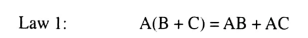 Law 1: A(B + C) = AB + AC